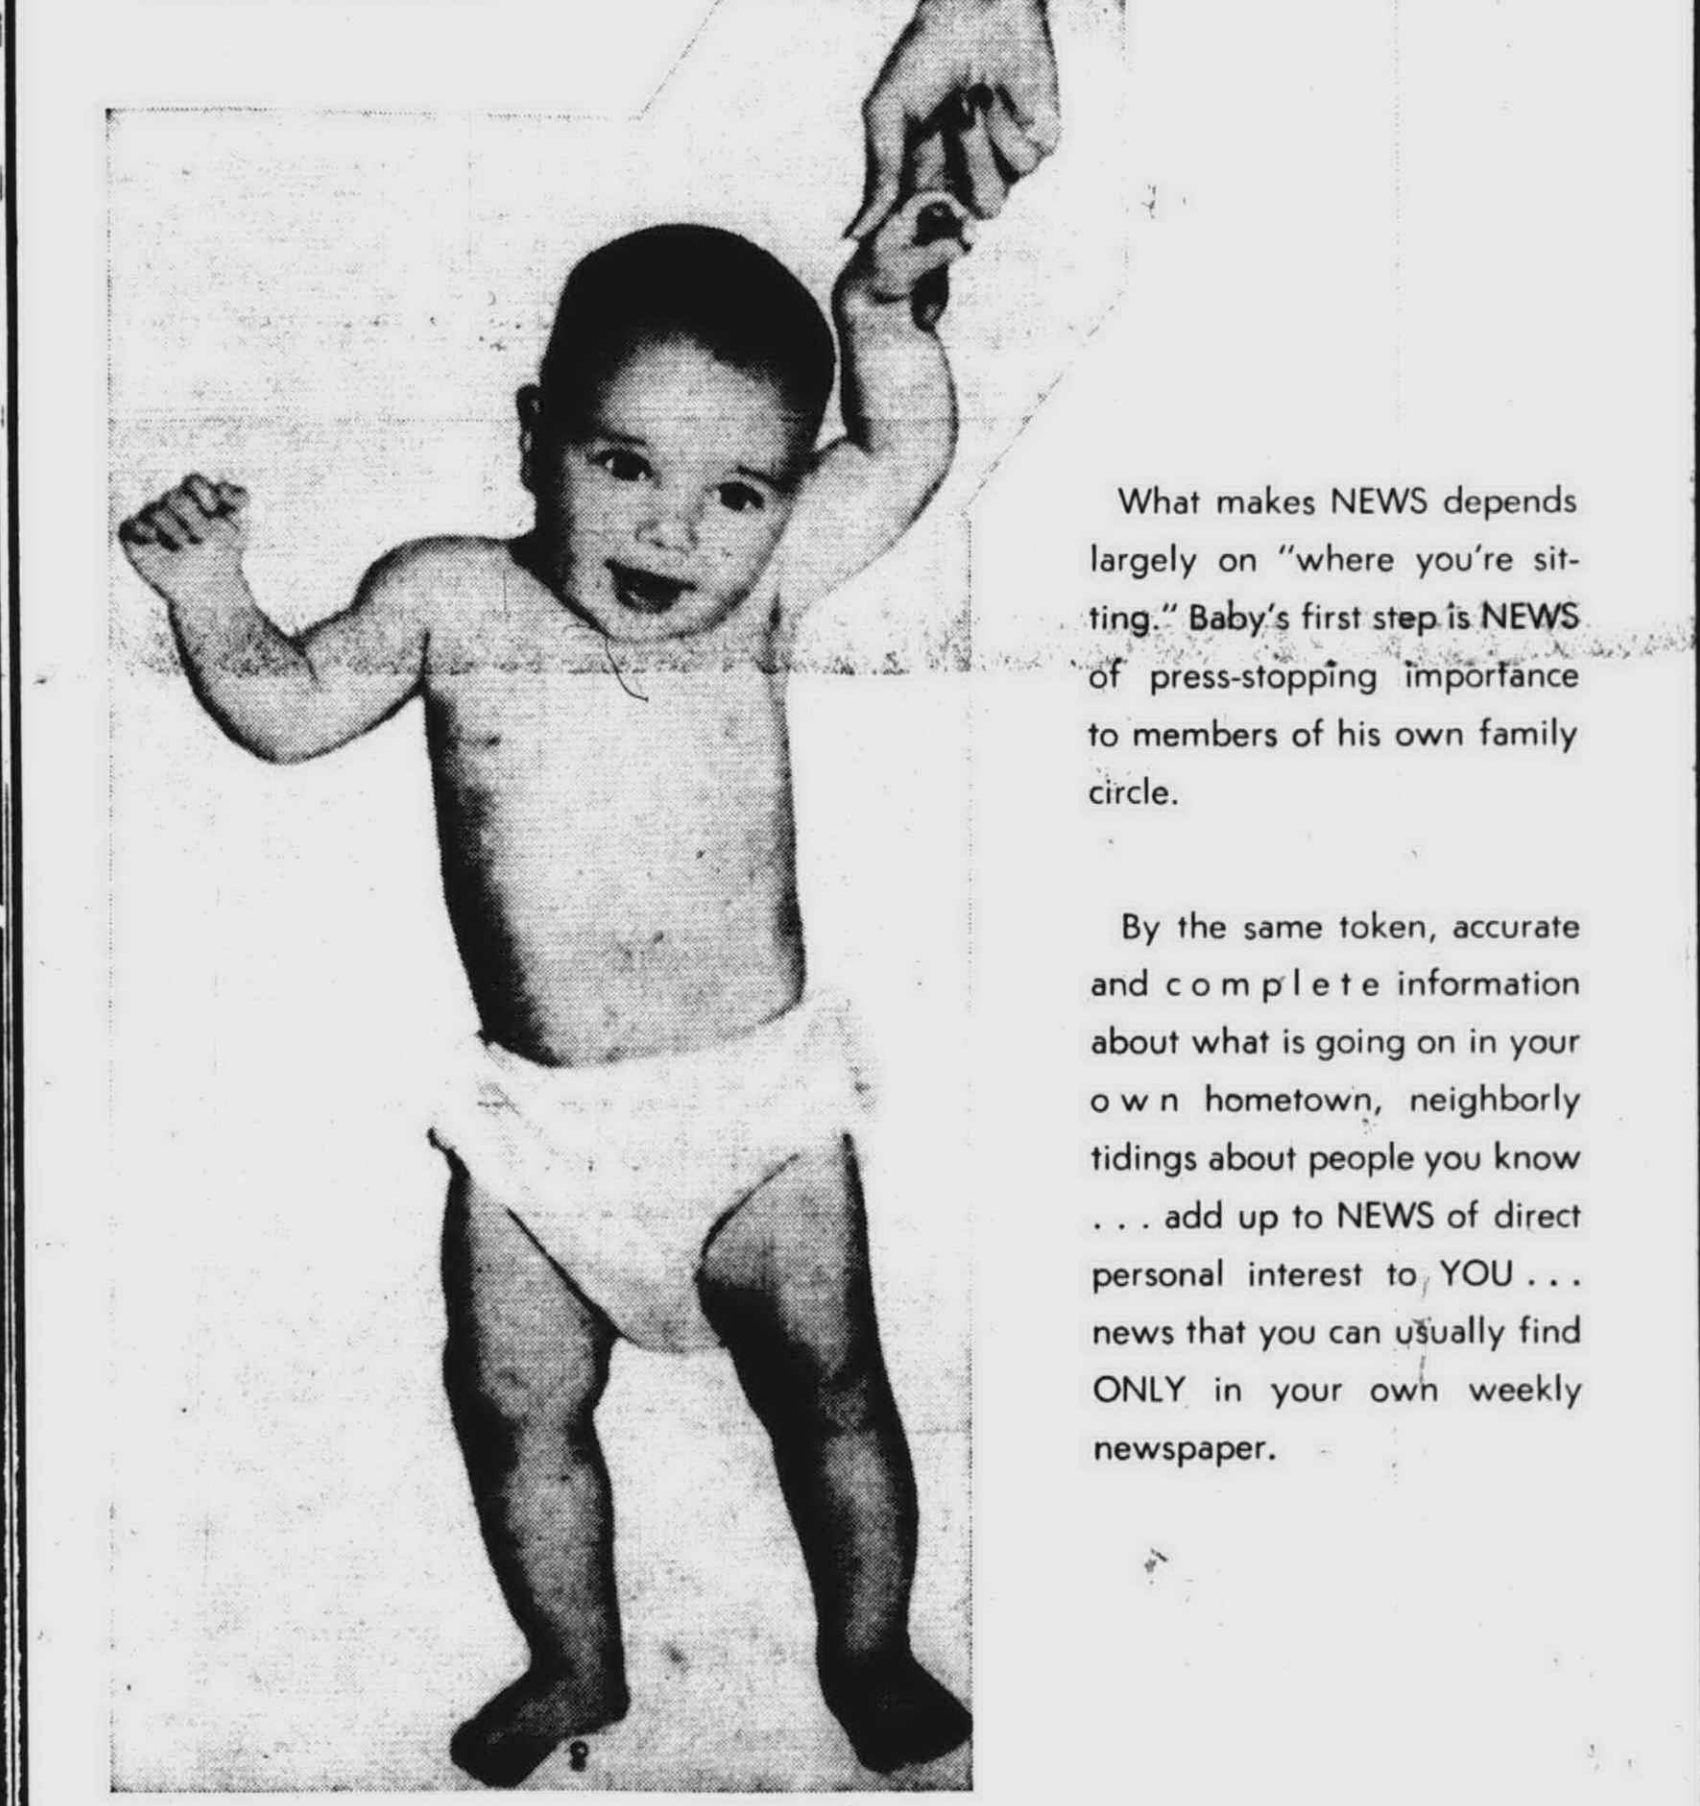 What makes NEWS depends
largely on “where you’re sit-
ting.” Baby’s first step is NEWS
of press-stopping importance
to members of his own family
circle.
By the same token, accurate
and complete information
about what is going on in your
own hometown, neighborly
tidings about people you know
. . . add up to NEWS of direct
personal interest to YOU . . .
news that you can usually find
ONLY in your own weekly
newspaper.